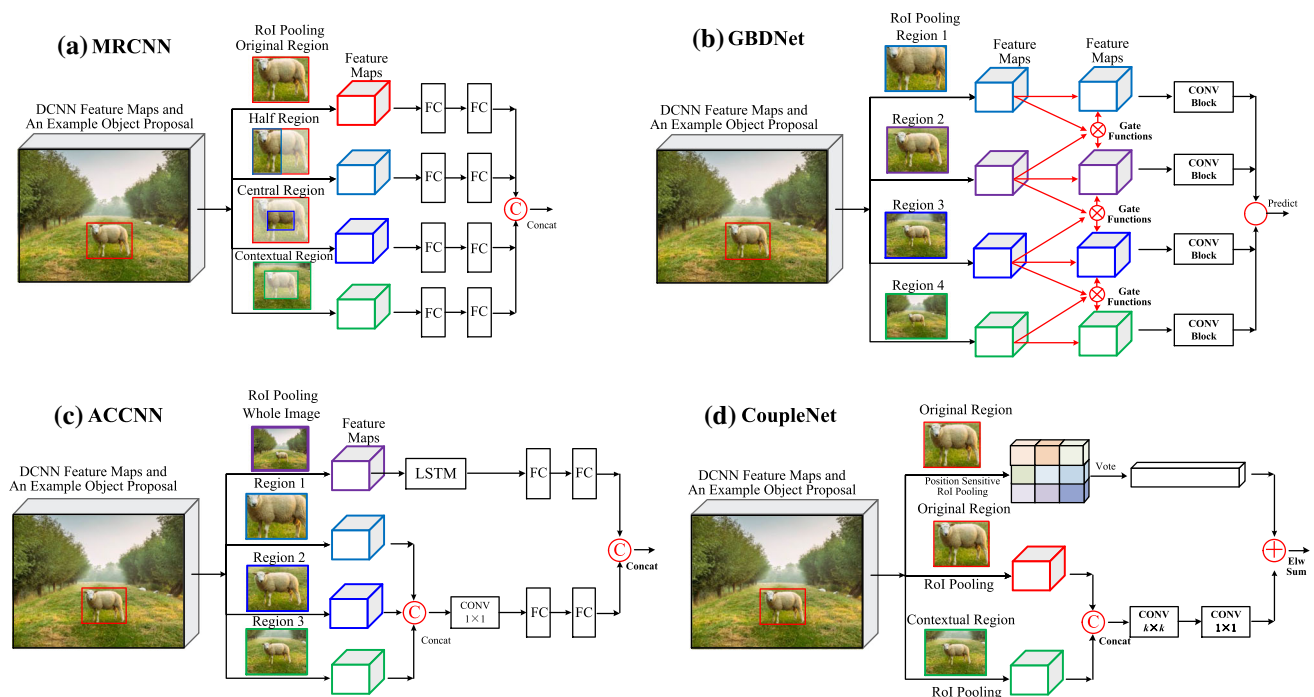 (a) MRCNN
RoI Pooling
Original Region
Feature
Maps
DCNN Feature Maps and
An Example Object Proposal
Half Region
Central Region
Contextual Region
FC
FC
FC
FC
FC
FC
FC
FC
C
Concat
(b) GBDNet
RoI Pooling
Region 1
Feature
Maps
Feature
Maps
DCNN Feature Maps and
An Example Object Proposal
Region 2
Region 3
Region 4
Gate
Functions
Gate
Functions
Gate
Functions
CONV
Block
CONV
Block
CONV
Block
CONV
Block
Predict
(c) ACCNN
RoI Pooling
Whole Image
Feature
Maps
DCNN Feature Maps and
An Example Object Proposal
Region 1
Region 2
Region 3
LSTM
FC
FC
C
Concat
CONV
1×1
FC
FC
C
Concat
(d) CoupleNet
Original Region
DCNN Feature Maps and
An Example Object Proposal
Position Sensitive
RoI Pooling
Vote
Original Region
RoI Pooling
Contextual Region
RoI Pooling
C
Concat
CONV
k×k
CONV
1×1
Elw
Sum